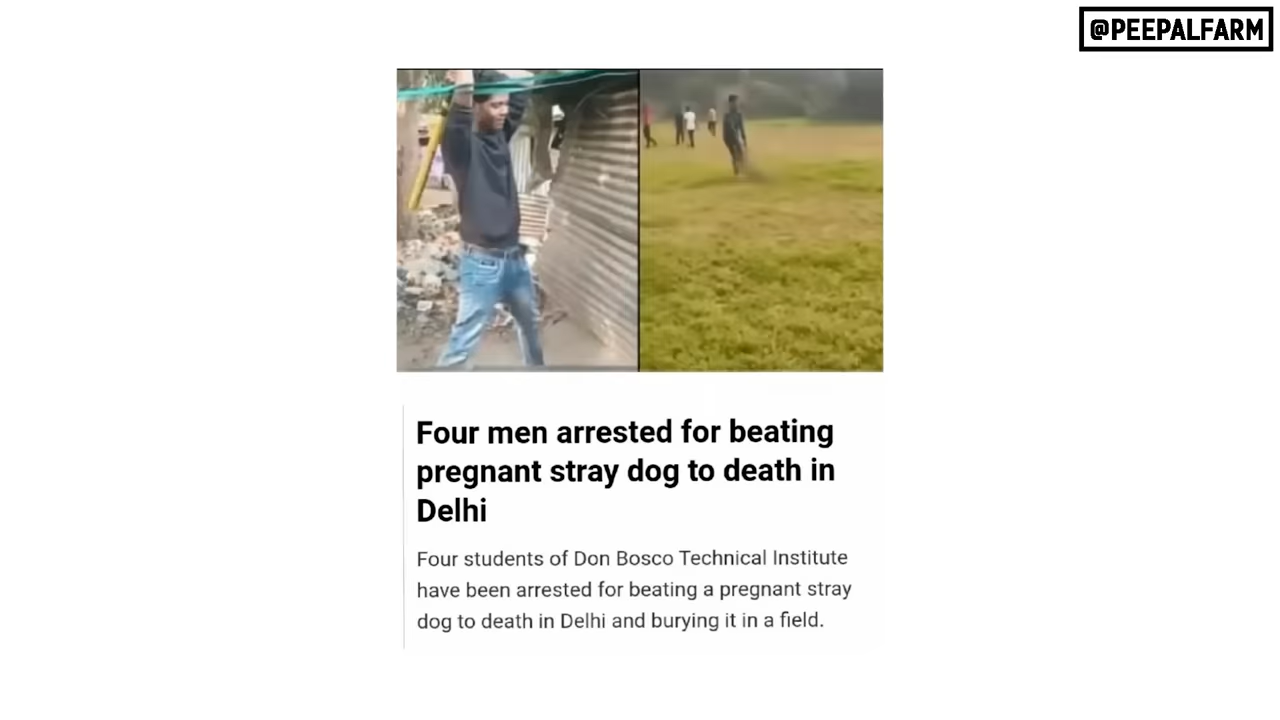 @PEEPALFARM
Four men arrested for beating
pregnant stray dog to death in
Delhi
Four students of Don Bosco Technical Institute
have been arrested for beating a pregnant stray
dog to death in Delhi and burying it in a field.